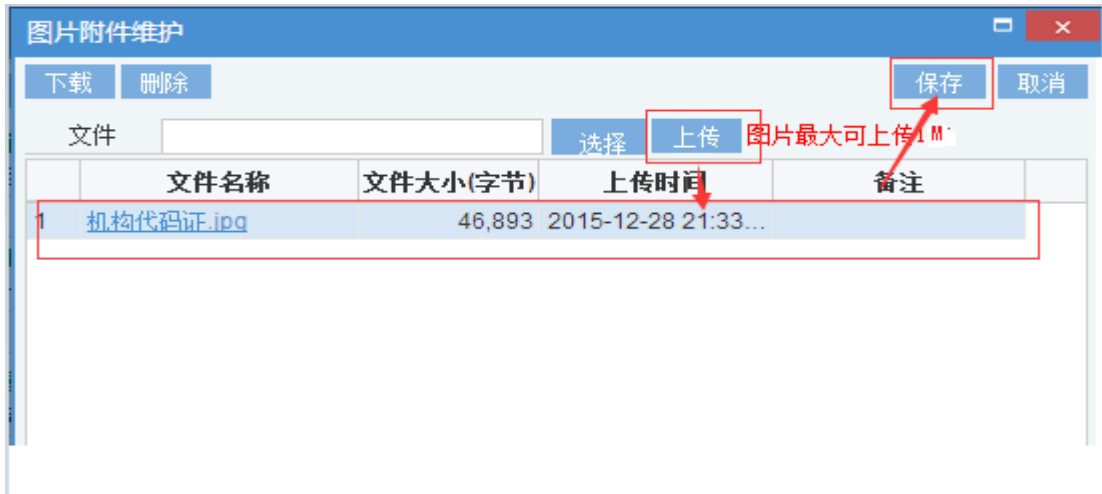 图片附件维护
下载 删除 保存 取消
文件 选择 上传 图片最大可上传1M
文件名称 文件大小(字节) 上传时间 备注
1 机构代码证.jpg 46,893 2015-12-28 21:33...